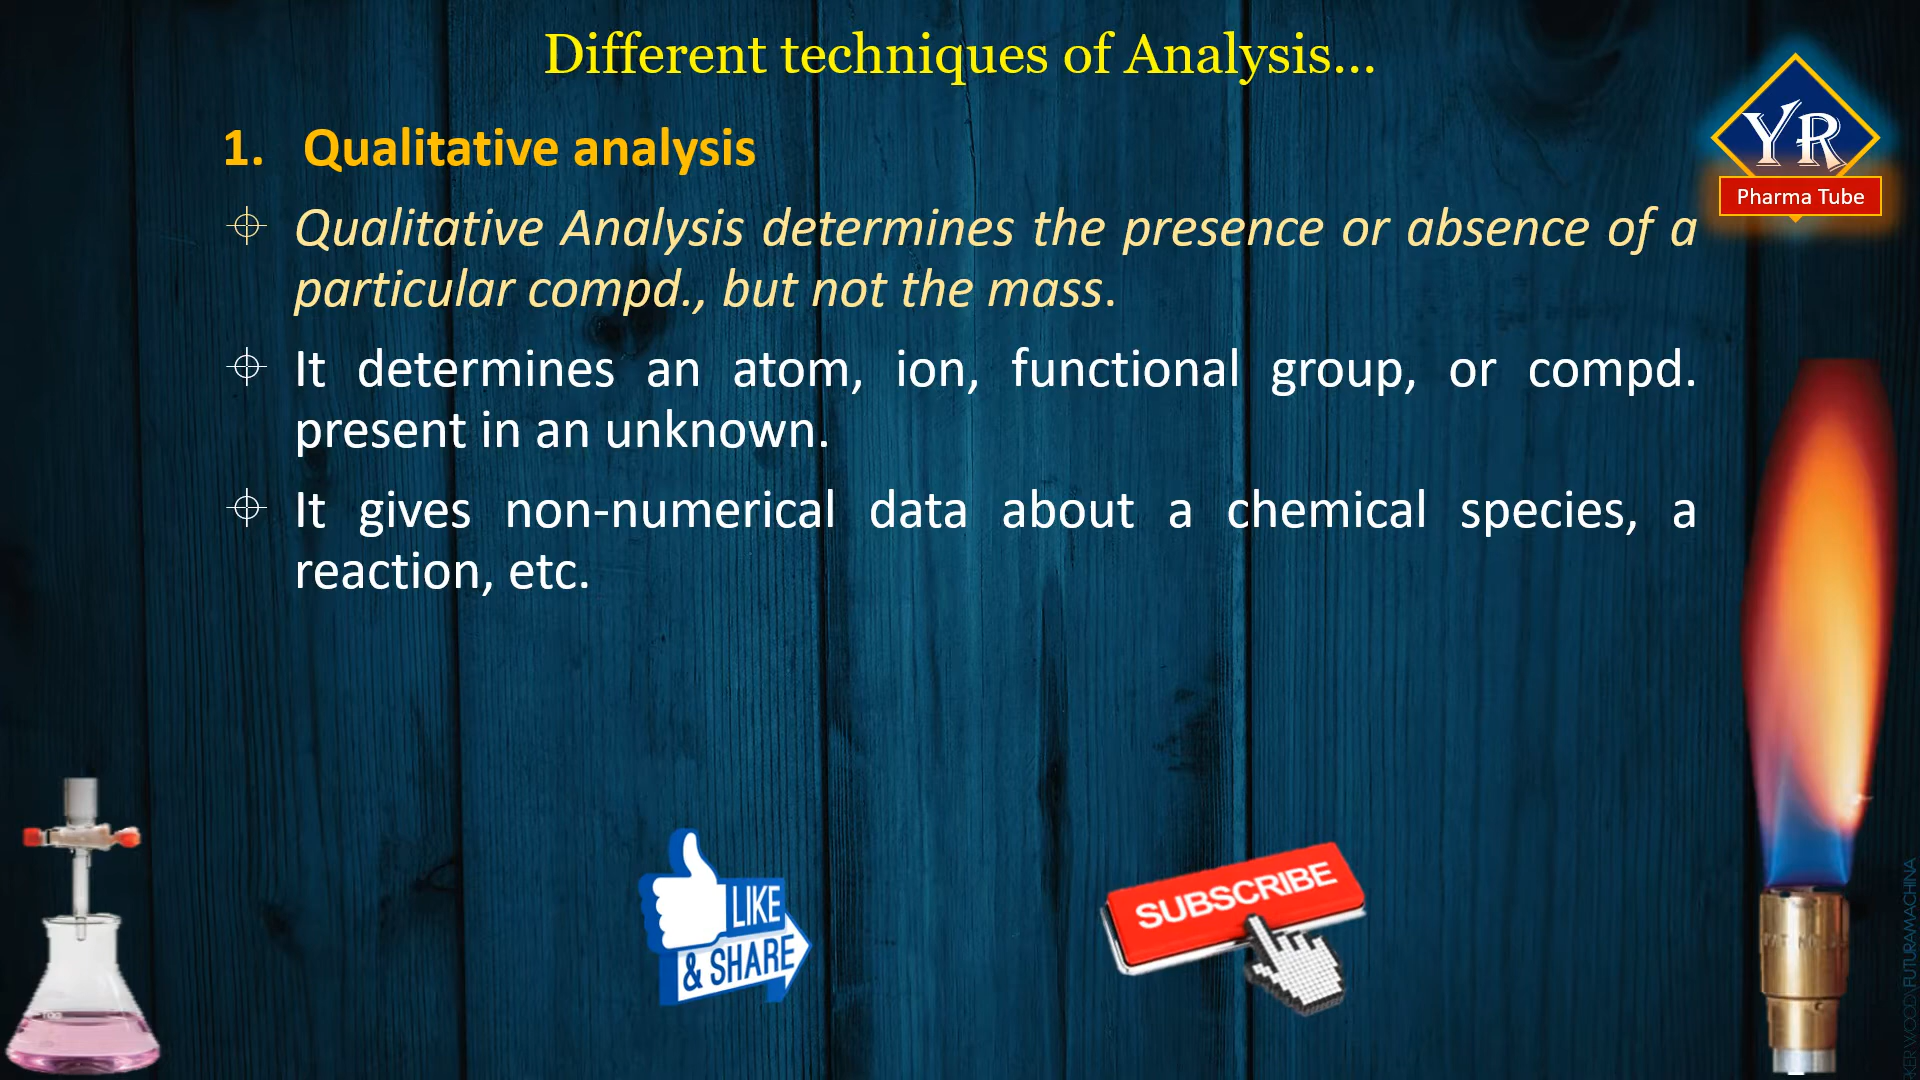 Different techniques of Analysis...
YR
Pharma Tube
1. Qualitative analysis
Qualitative Analysis determines the presence or absence of a
particular compd., but not the mass.
It determines an atom, ion, functional group, or compd.
present in an unknown.
It gives non-numerical data about a chemical species, a
reaction, etc.
LIKE
& SHARE
SUBSCRIBE